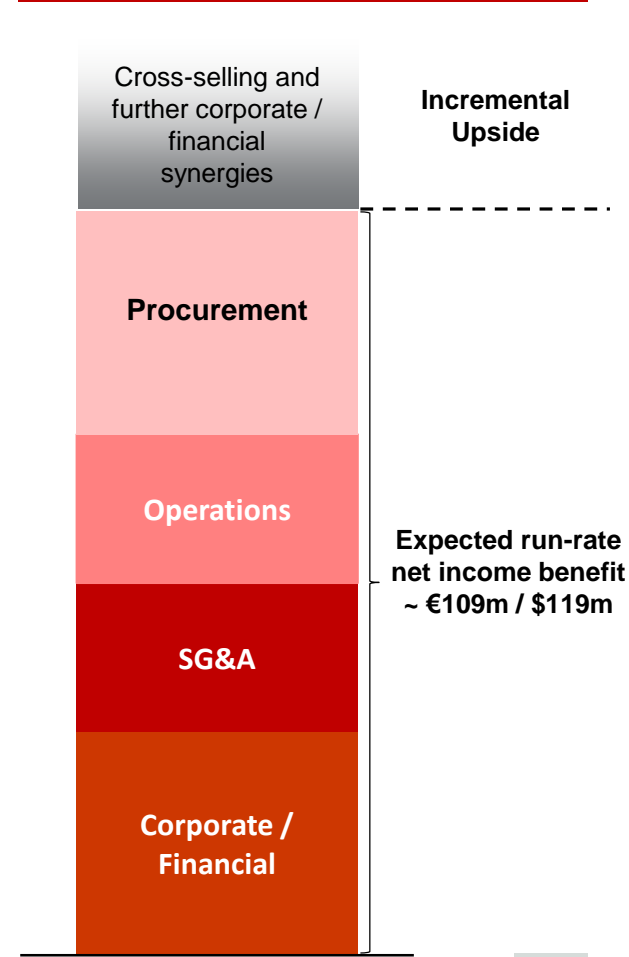 Cross-selling and
further corporate /
financial
synergies
Incremental
Upside
Procurement
Operations
Expected run-rate
net income benefit
~ €109m / $119m
SG&A
Corporate /
Financial